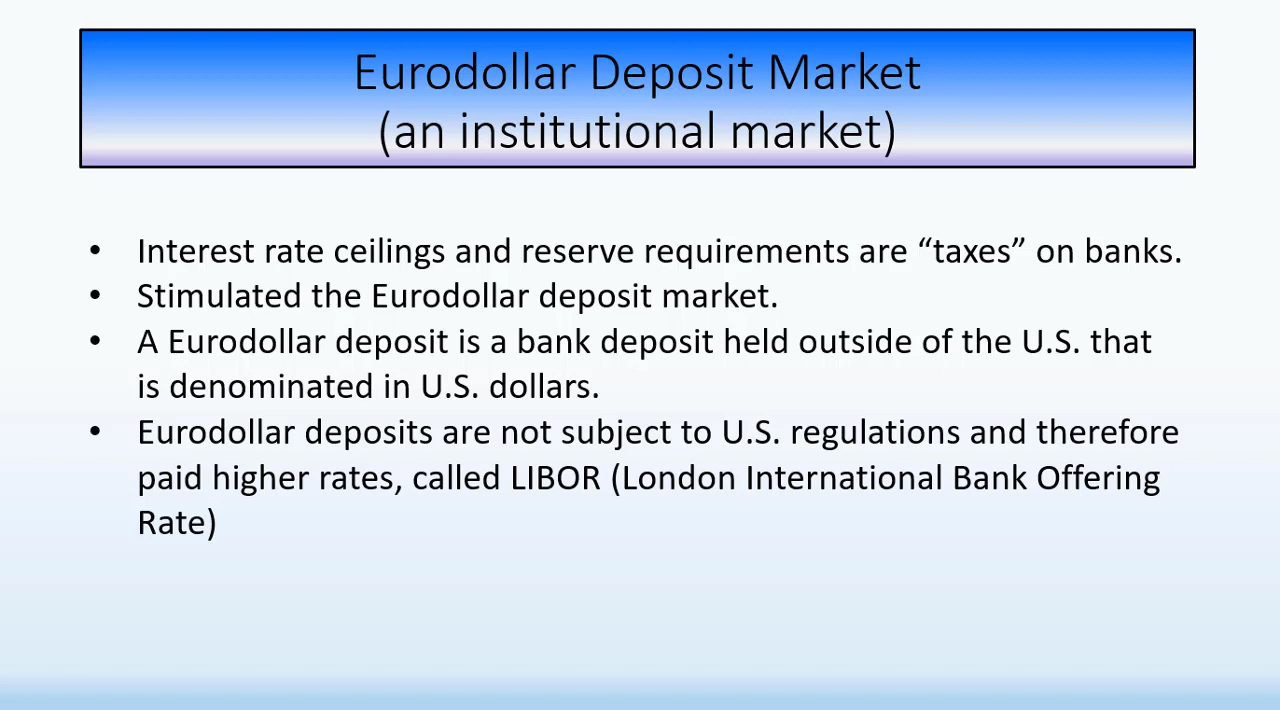 Eurodollar Deposit Market
(an institutional market)
• Interest rate ceilings and reserve requirements are “taxes” on banks.
• Stimulated the Eurodollar deposit market.
• A Eurodollar deposit is a bank deposit held outside of the U.S. that
is denominated in U.S. dollars.
• Eurodollar deposits are not subject to U.S. regulations and therefore
paid higher rates, called LIBOR (London International Bank Offering
Rate)